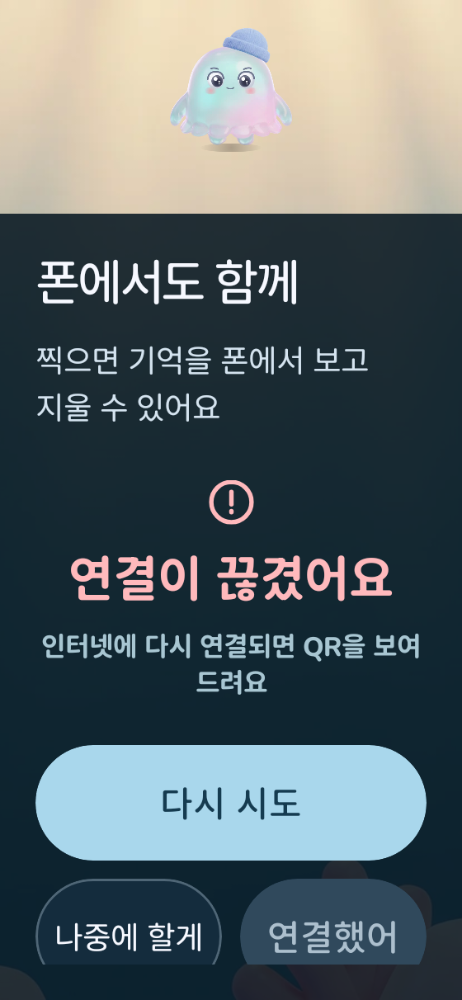 폰에서도 함께
찍으면 기억을 폰에서 보고
지울 수 있어요
연결이 끊겼어요
인터넷에 다시 연결되면 QR을 보여
드려요
다시 시도
나중에 할게
연결했어